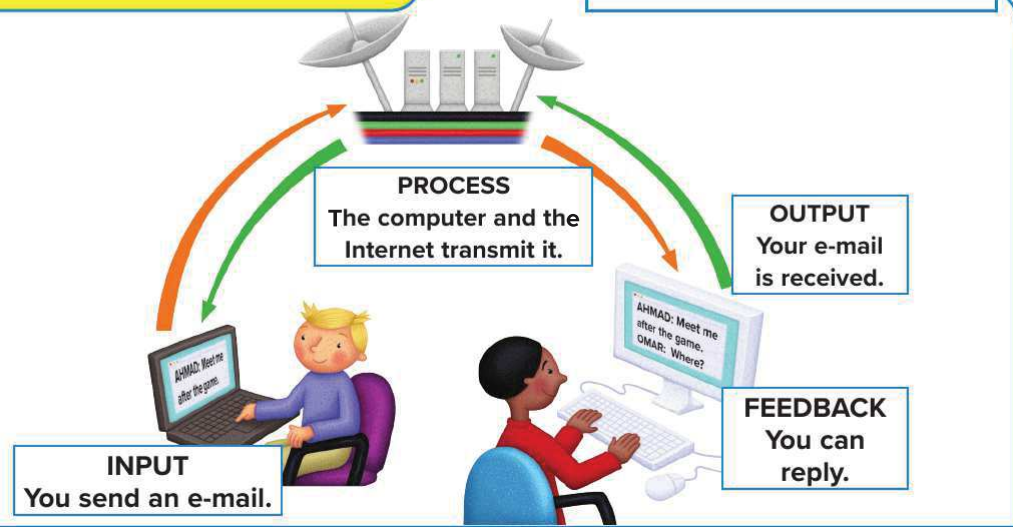 PROCESS
The computer and the
Internet transmit it.
OUTPUT
Your e-mail
is received.
AHMAD: Meet me
after the game.
AHMAD: Meet me
after the game.
OMAR: Where?
INPUT
You send an e-mail.
FEEDBACK
You can
reply.